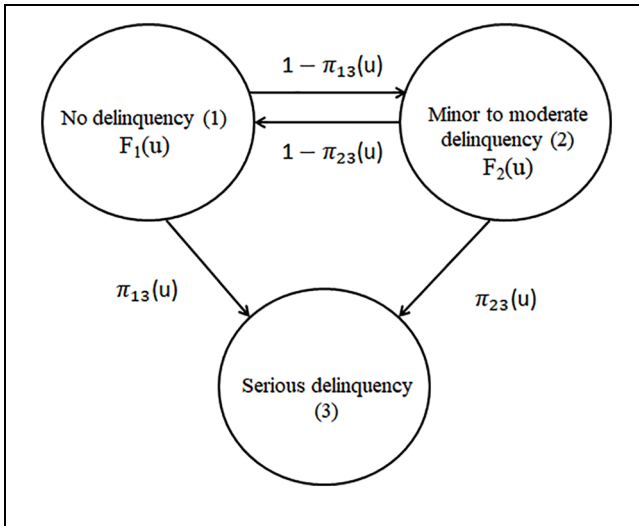 1 − π₁₃(u)
No delinquency (1)
F₁(u)
Minor to moderate
delinquency (2)
F₂(u)
1 − π₂₃(u)
π₁₃(u)
π₂₃(u)
Serious delinquency
(3)